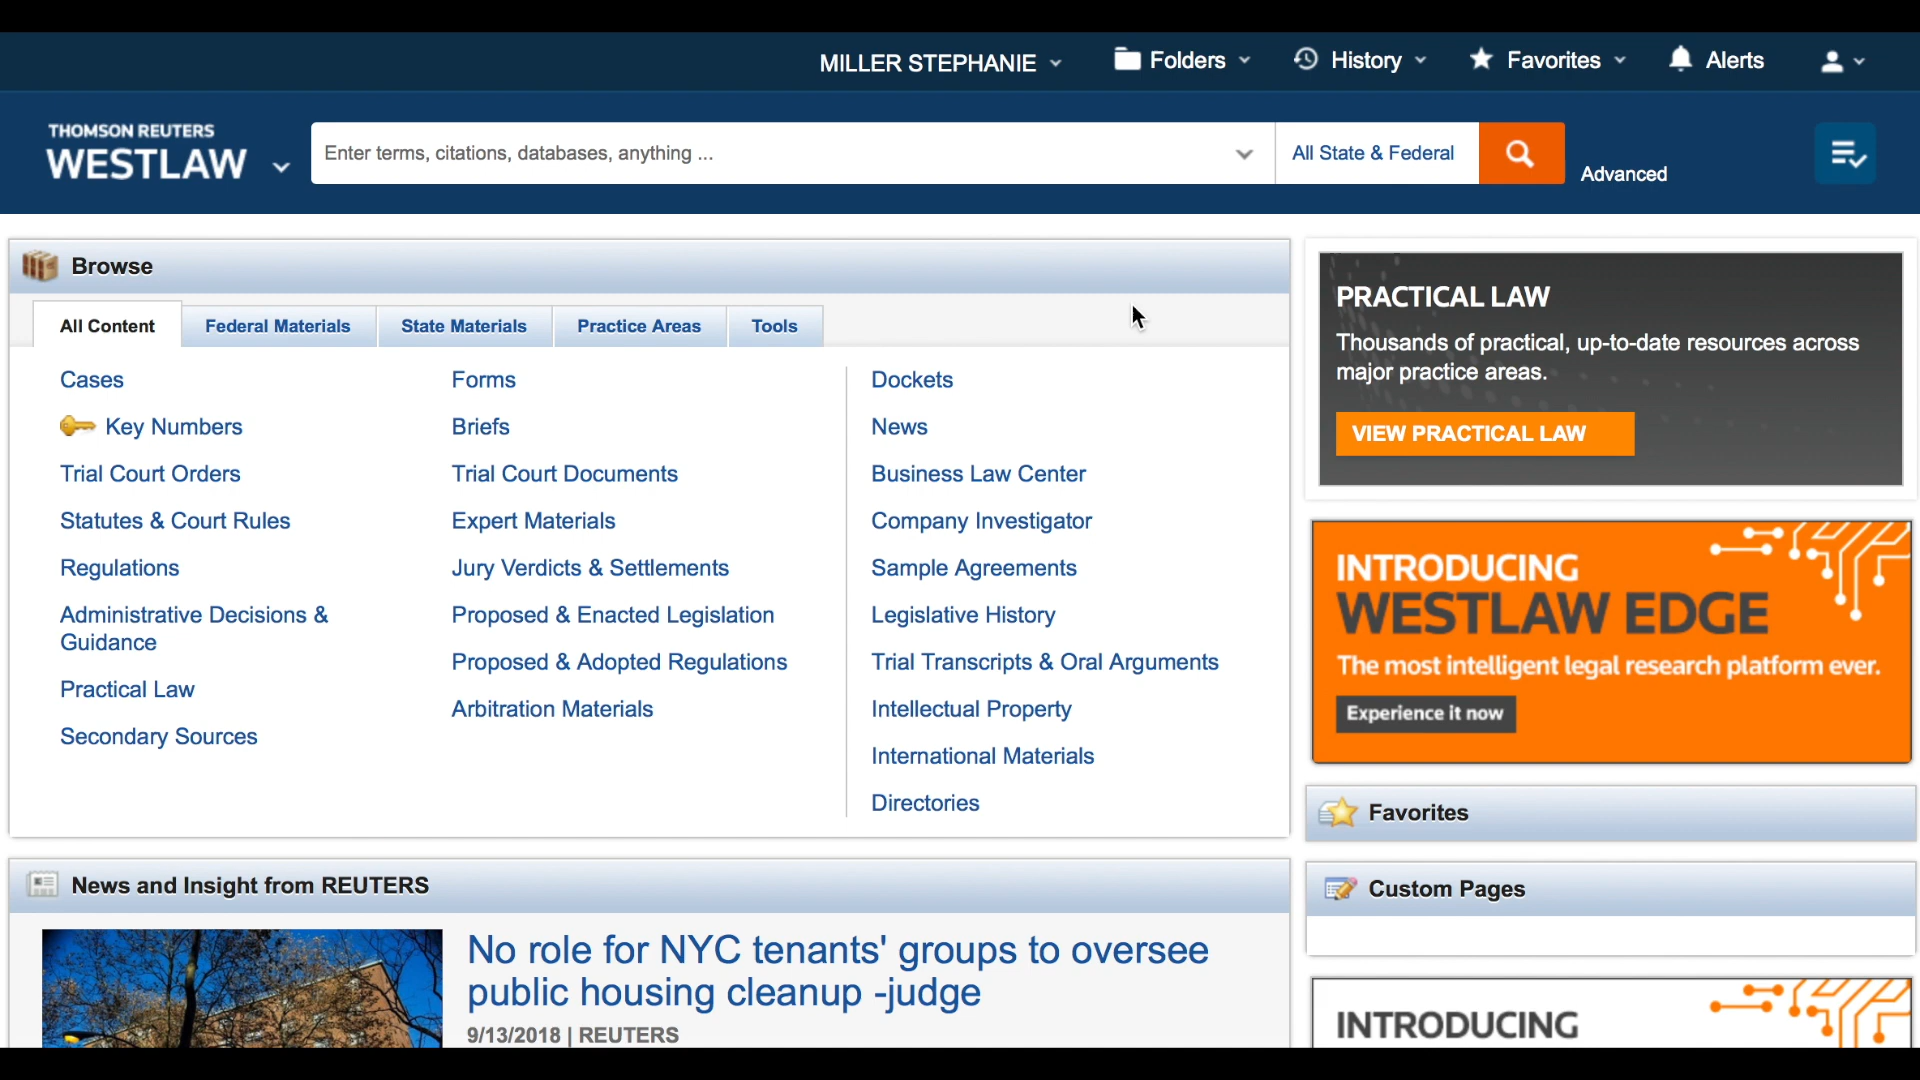 MILLER STEPHANIE Folders History Favorites Alerts
THOMSON REUTERS
WESTLAW
Enter terms, citations, databases, anything ...
All State & Federal
Advanced
Browse
All Content
Federal Materials
State Materials
Practice Areas
Tools
Cases
Key Numbers
Trial Court Orders
Statutes & Court Rules
Regulations
Administrative Decisions &
Guidance
Practical Law
Secondary Sources
Forms
Briefs
Trial Court Documents
Expert Materials
Jury Verdicts & Settlements
Proposed & Enacted Legislation
Proposed & Adopted Regulations
Arbitration Materials
Dockets
News
Business Law Center
Company Investigator
Sample Agreements
Legislative History
Trial Transcripts & Oral Arguments
Intellectual Property
International Materials
Directories
News and Insight from REUTERS
No role for NYC tenants' groups to oversee
public housing cleanup -judge
9/13/2018 | REUTERS
PRACTICAL LAW
Thousands of practical, up-to-date resources across
major practice areas.
VIEW PRACTICAL LAW
INTRODUCING
WESTLAW EDGE
The most intelligent legal research platform ever.
Experience it now
Favorites
Custom Pages
INTRODUCING